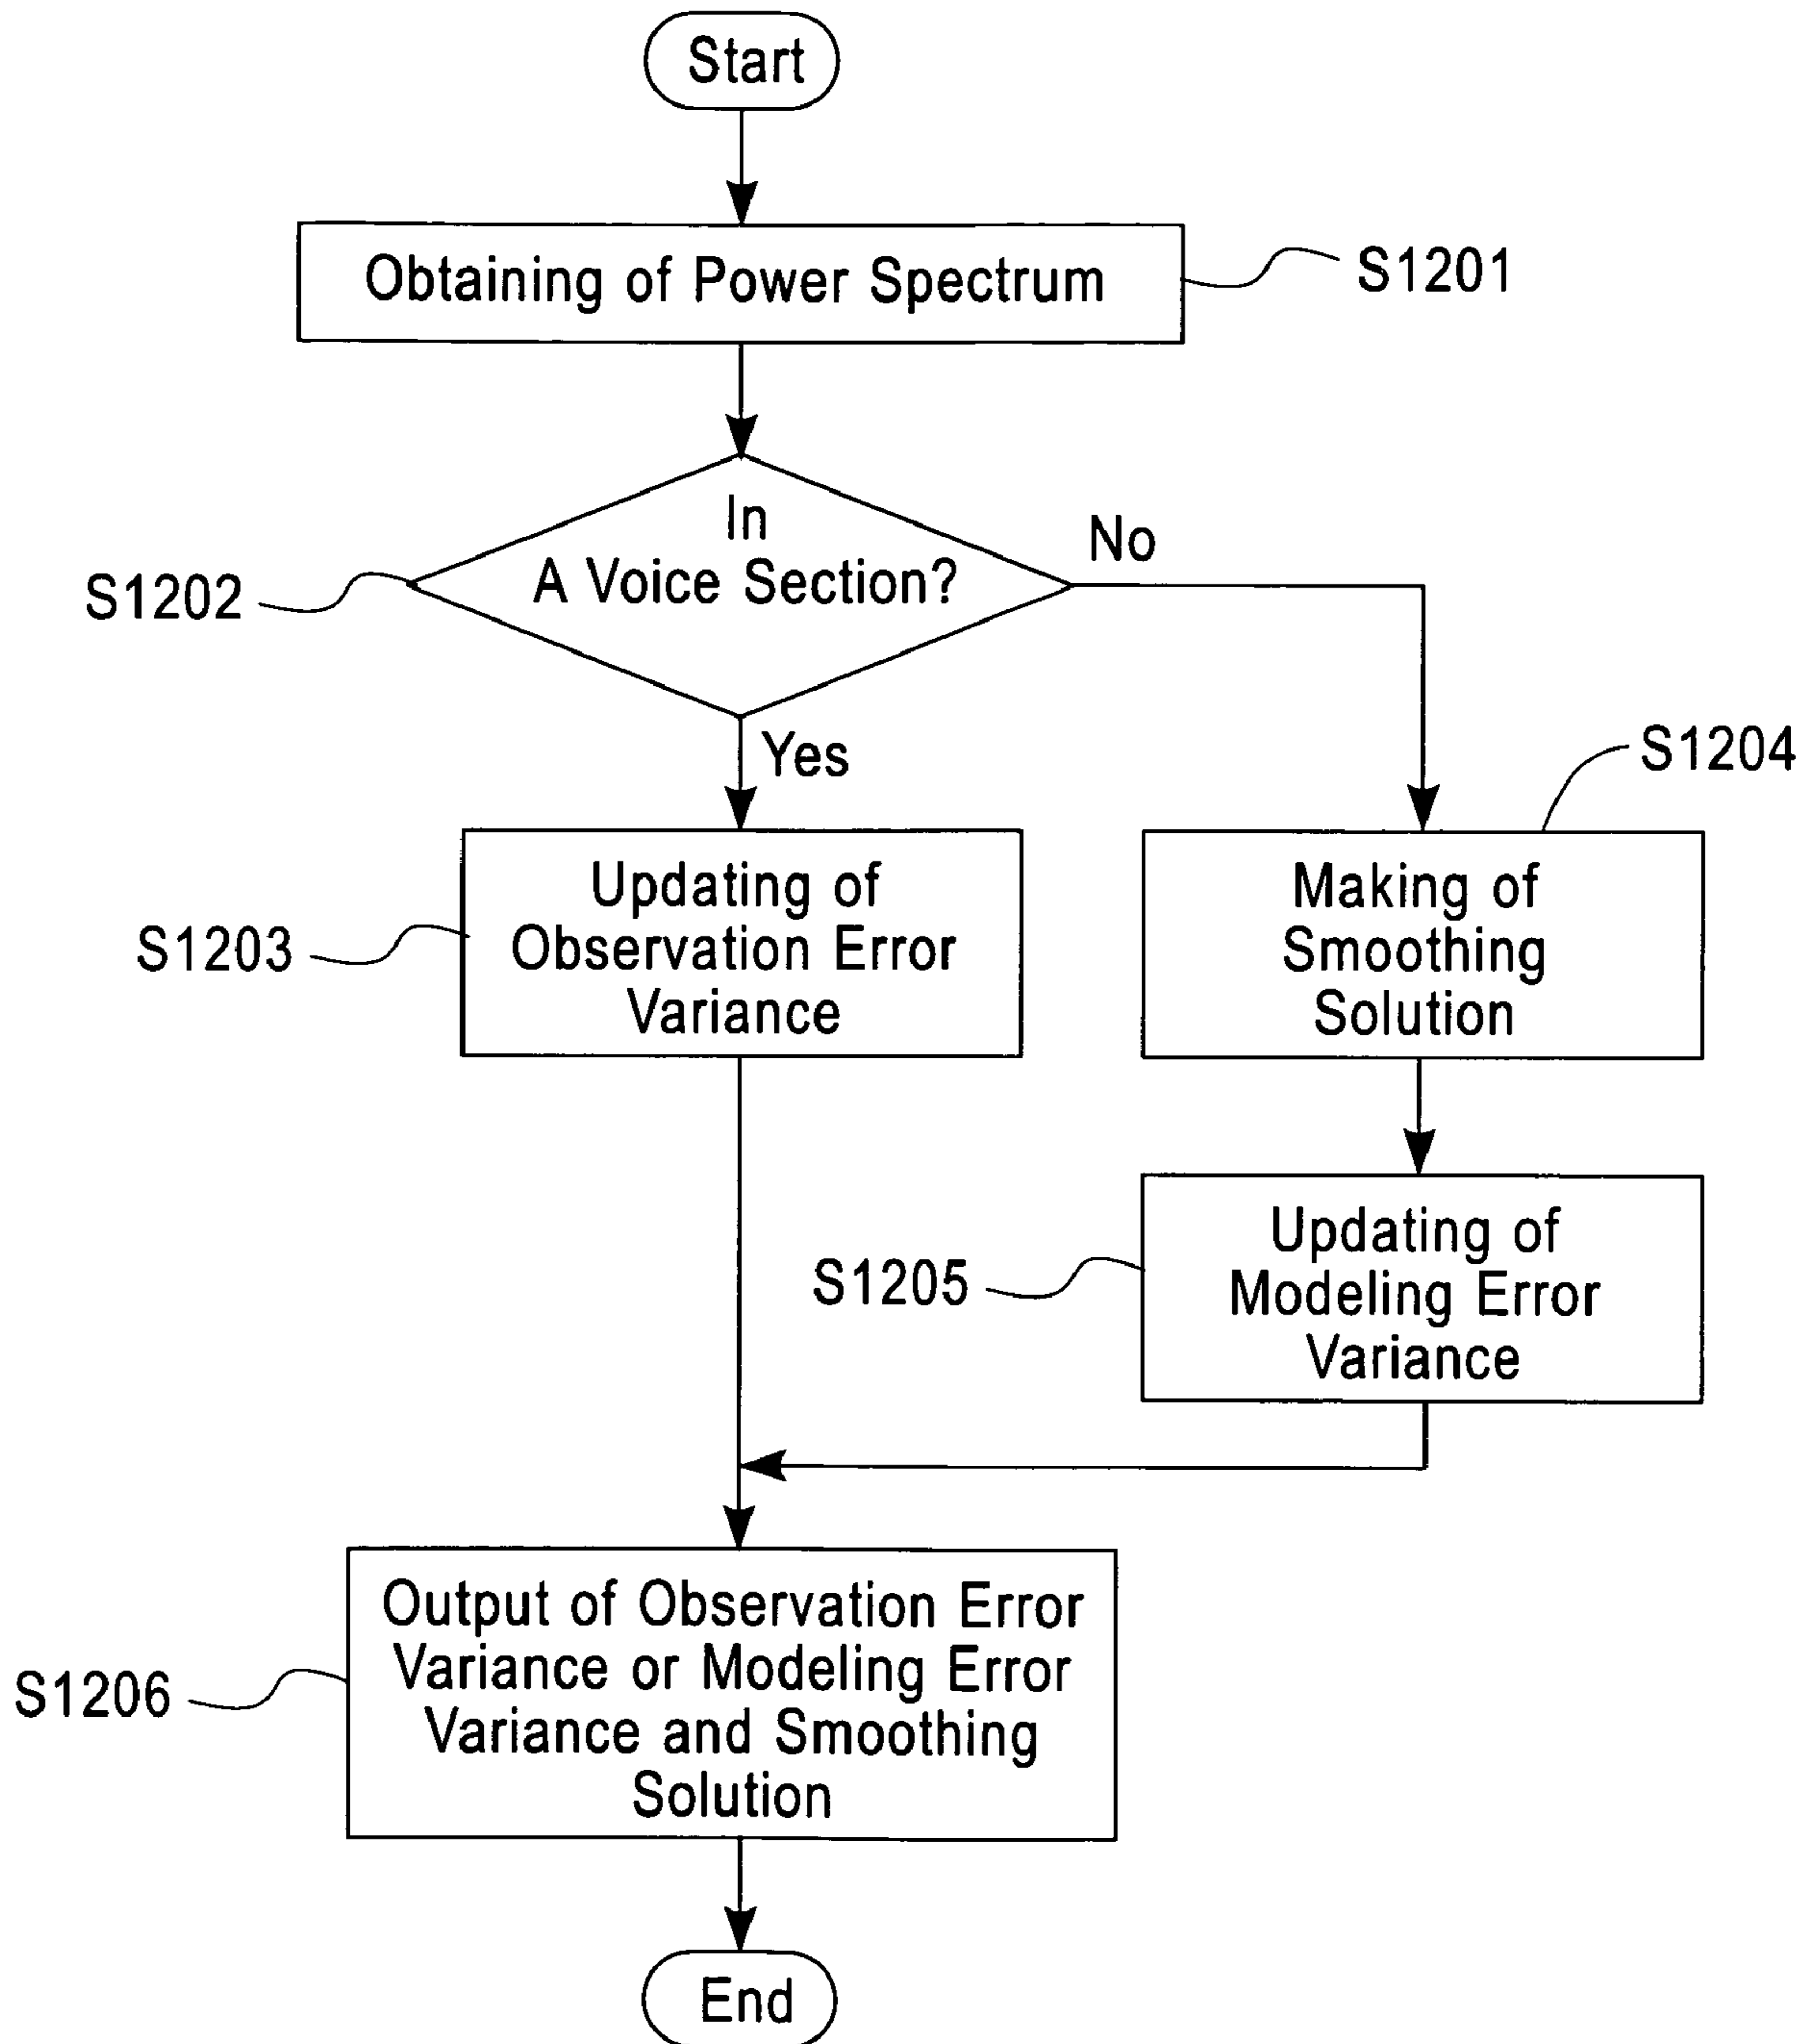 Start
Obtaining of Power Spectrum
S1201
In
A Voice Section?
No
S1202
Yes
S1204
Updating of
Observation Error
Variance
S1203
Making of
Smoothing
Solution
Updating of
Modeling Error
Variance
S1205
Output of Observation Error
Variance or Modeling Error
Variance and Smoothing
Solution
S1206
End